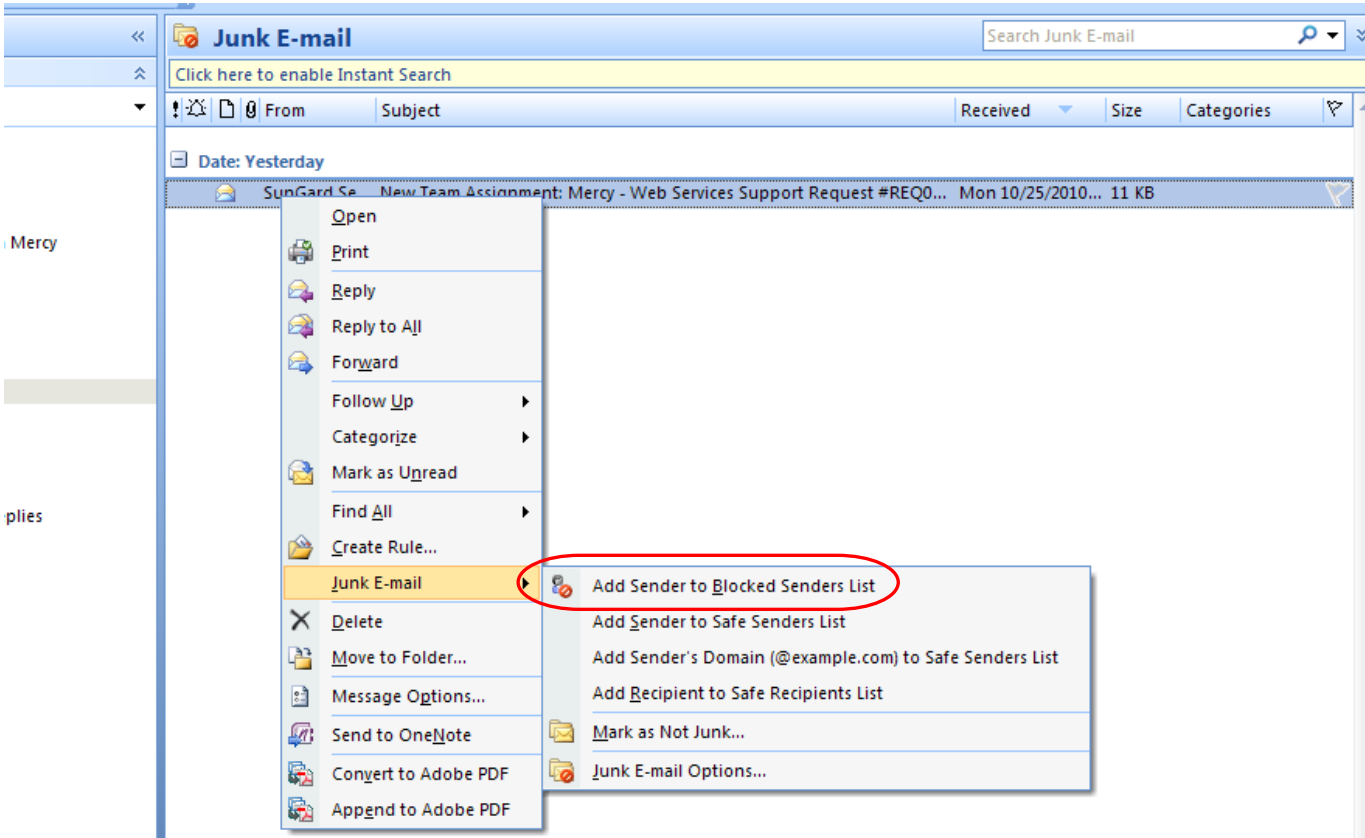 Junk E-mail
Search Junk E-mail
Click here to enable Instant Search
From Subject Received Size Categories
Date: Yesterday
SunGard Se... New Team Assignment: Mercy - Web Services Support Request #REQ0... Mon 10/25/2010... 11 KB
Mercy
plies
Open
Print
Reply
Reply to All
Forward
Follow Up
Categorize
Mark as Unread
Find All
Create Rule...
Junk E-mail
Delete
Move to Folder...
Message Options...
Send to OneNote
Convert to Adobe PDF
Append to Adobe PDF
Add Sender to Blocked Senders List
Add Sender to Safe Senders List
Add Sender's Domain (@example.com) to Safe Senders List
Add Recipient to Safe Recipients List
Mark as Not Junk...
Junk E-mail Options...